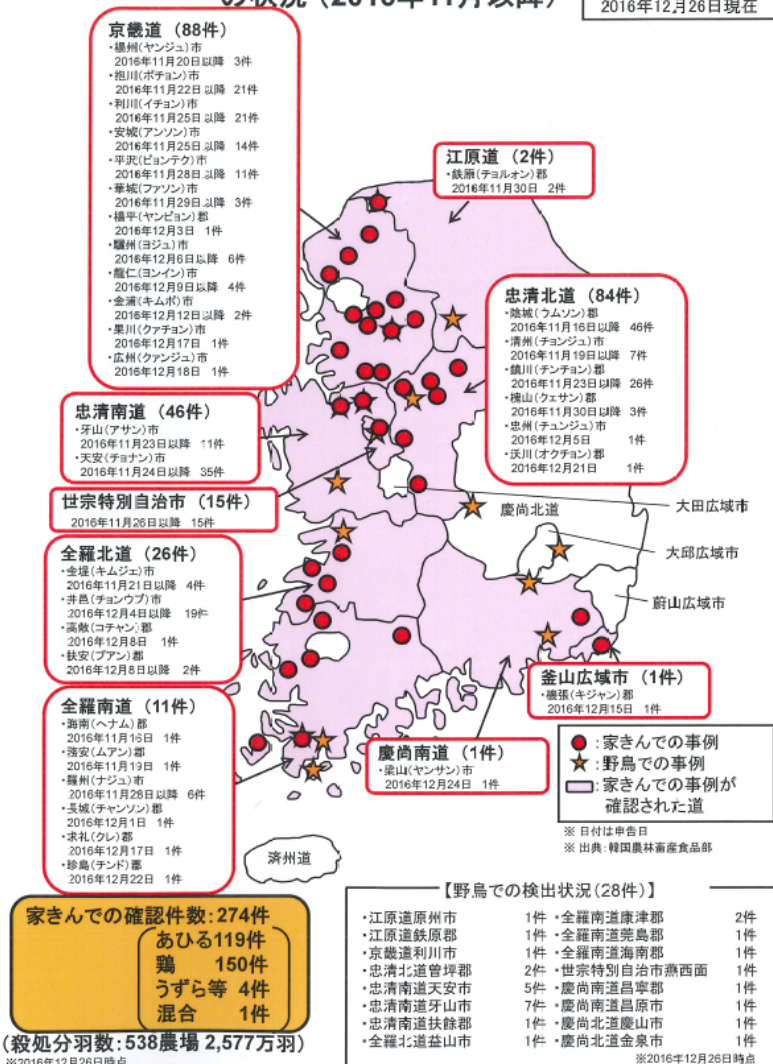 の状況（2016年11月以降）
2016年12月26日現在
京畿道（88件）
・楊州(ヤンジュ)市
2016年11月20日以降 3件
・抱川(ポチョン)市
2016年11月22日以降 21件
・利川(イチョン)市
2016年11月25日以降 21件
・安城(アンソン)市
2016年11月25日以降 14件
・平沢(ピョンテク)市
2016年11月28日以降 11件
・華城(ファソン)市
2016年11月29日以降 3件
・楊平(ヤンピョン)郡
2016年12月3日 1件
・驪州(ヨジュ)市
2016年12月6日以降 6件
・龍仁(ヨンイン)市
2016年12月9日以降 4件
・金浦(キムポ)市
2016年12月12日以降 2件
・果川(クァチョン)市
2016年12月17日 1件
・広州(クァンジュ)市
2016年12月18日 1件
江原道（2件）
・鉄原(チョルォン)郡
2016年11月30日 2件
忠清北道（84件）
・陰城(ウムソン)郡
2016年11月16日以降 46件
・清州(チョンジュ)市
2016年11月19日以降 7件
・鎮川(チンチョン)郡
2016年11月23日以降 26件
・槐山(クェサン)郡
2016年11月30日以降 3件
・忠州(チュンジュ)市
2016年12月5日 1件
・沃川(オクチョン)郡
2016年12月21日 1件
忠清南道（46件）
・牙山(アサン)市
2016年11月23日以降 11件
・天安(チョナン)市
2016年11月24日以降 35件
世宗特別自治市（15件）
2016年11月26日以降 15件
慶尚北道
大田広域市
大邱広域市
蔚山広域市
全羅北道（26件）
・金堤(キムジェ)市
2016年11月21日以降 4件
・井邑(チョンウプ)市
2016年12月4日以降 19件
・高敞(コチャン)郡
2016年12月8日 1件
・扶安(プアン)郡
2016年12月8日以降 2件
釜山広域市（1件）
・機張(キジャン)郡
2016年12月15日 1件
全羅南道（11件）
・海南(ヘナム)郡
2016年11月16日 1件
・務安(ムアン)郡
2016年11月19日 1件
・羅州(ナジュ)市
2016年11月28日以降 6件
・長城(チャンソン)郡
2016年12月1日 1件
・求礼(クレ)郡
2016年12月17日 1件
・珍島(チンド)郡
2016年12月22日 1件
慶尚南道（1件）
・梁山(ヤンサン)市
2016年12月24日 1件
：家きんでの事例
：野鳥での事例
：家きんでの事例が
確認された道
※ 日付は申告日
※ 出典：韓国農林畜産食品部
済州道
家きんでの確認件数：274件
あひる119件
鶏 150件
うずら等 4件
混合 1件
(殺処分羽数：538農場 2,577万羽)
※2016年12月26日時点
【野鳥での検出状況(28件)】
・江原道原州市 1件
・江原道鉄原郡 1件
・京畿道利川市 1件
・忠清北道曽坪郡 2件
・忠清南道天安市 5件
・忠清南道牙山市 7件
・忠清南道扶餘郡 1件
・全羅北道益山市 1件
・全羅南道康津郡 2件
・全羅南道莞島郡 1件
・全羅南道海南郡 1件
・世宗特別自治市燕西面 1件
・慶尚南道昌寧郡 1件
・慶尚南道昌原市 1件
・慶尚北道慶山市 1件
・慶尚北道金泉市 1件
※2016年12月26日時点